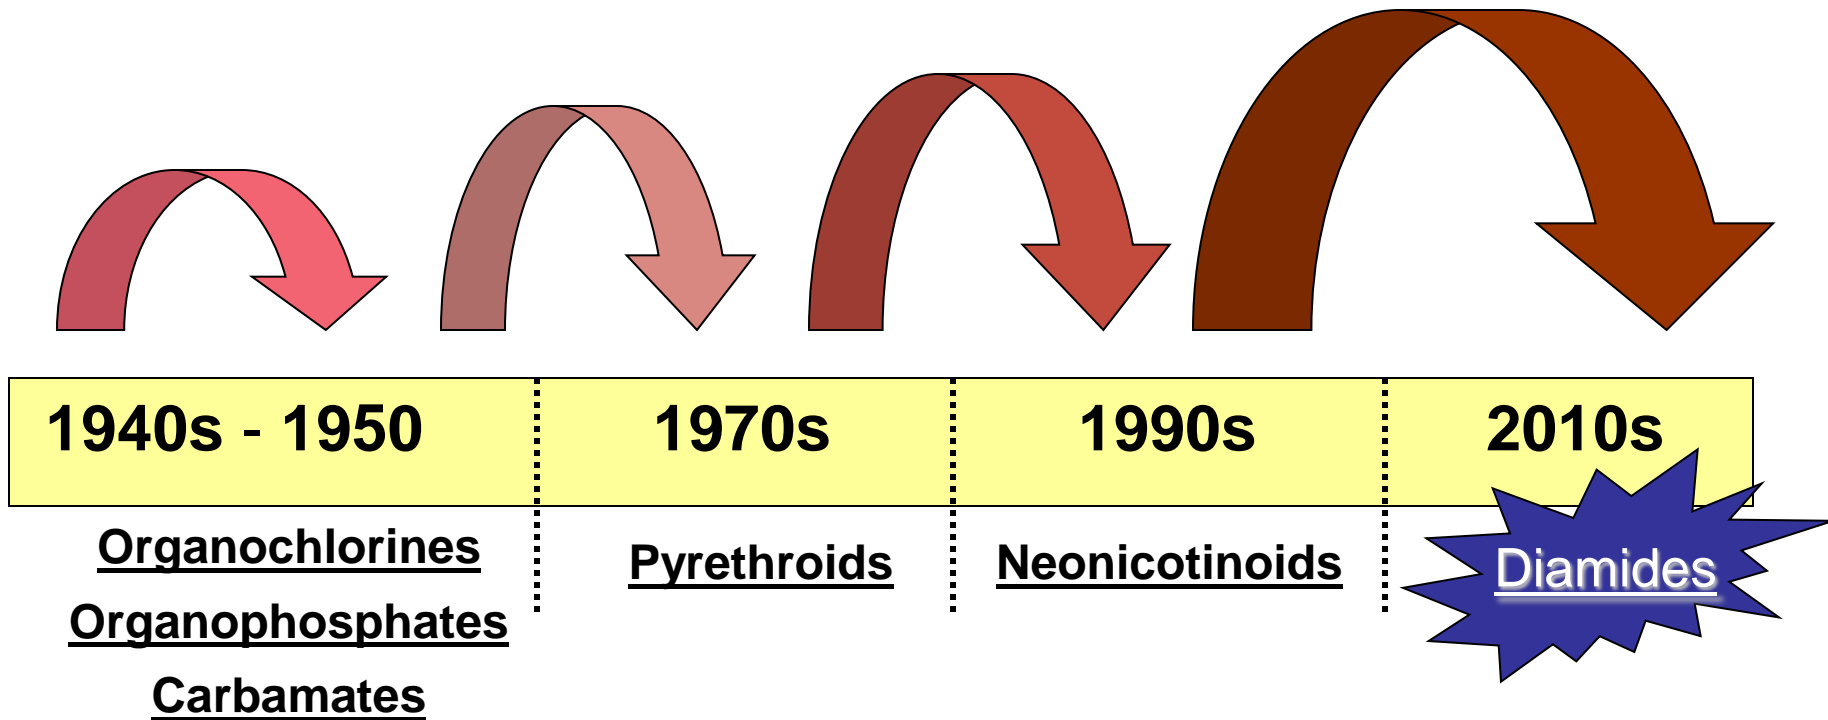 1940s - 1950 1970s 1990s 2010s
Organochlorines
Pyrethroids
Neonicotinoids
Diamides
Organophosphates
Carbamates